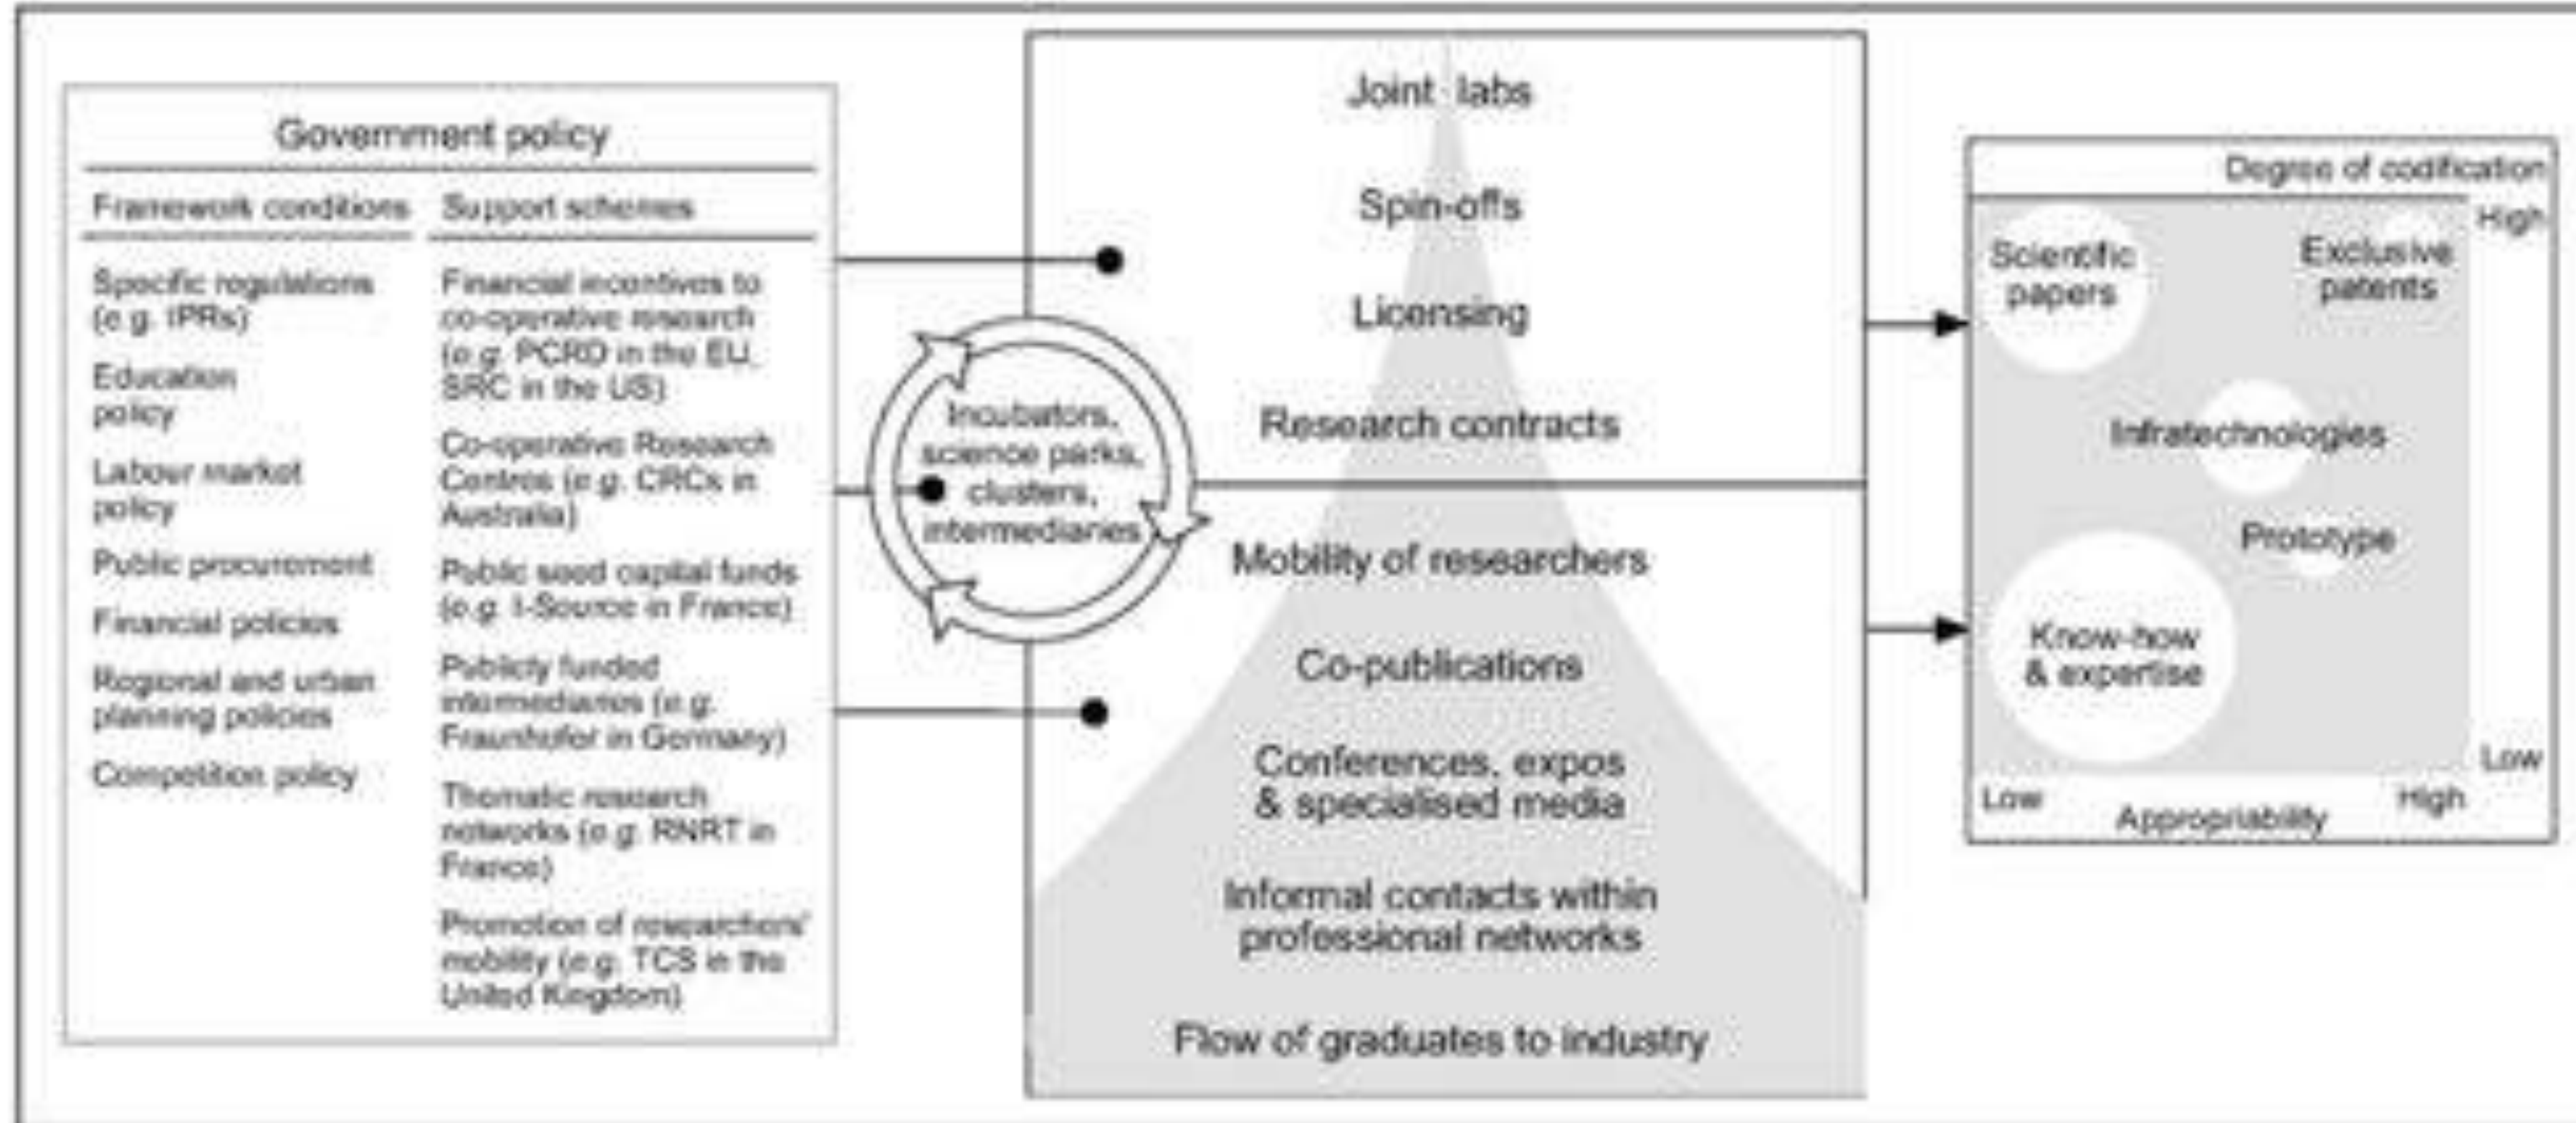 Government policy
Framework conditions
Specific regulations
(e.g. IPRs)
Education
policy
Labour market
policy
Public procurement
Financial policies
Regional and urban
planning policies
Competition policy
Support schemes
Financial incentives to
co-operative research
(e.g. PCRD in the EU,
SRC in the US)
Co-operative Research
Centres (e.g. CRCs in
Australia)
Public seed capital funds
(e.g. I-Source in France)
Publicly funded
intermediaries (e.g.
Fraunhofer in Germany)
Thematic research
networks (e.g. RNRT in
France)
Promotion of researchers'
mobility (e.g. TCS in the
United Kingdom)
Incubators,
science parks,
clusters,
intermediaries
Joint labs
Spin-offs
Licensing
Research contracts
Mobility of researchers
Co-publications
Conferences, expos
& specialised media
Informal contacts within
professional networks
Flow of graduates to industry
Degree of codification
High
Scientific
papers
Exclusive
patents
Infratechnologies
Prototype
Know-how
& expertise
Low
Low
High
Appropriability